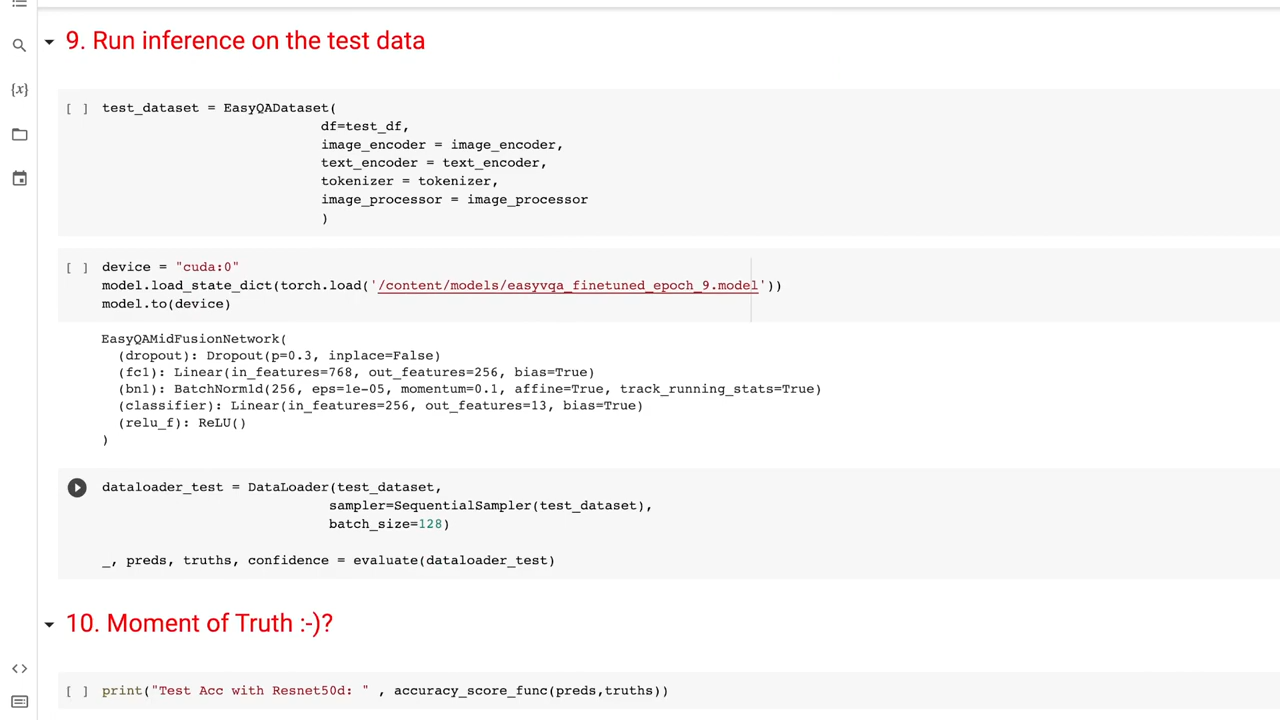 9. Run inference on the test data
{x}
[ ] test_dataset = EasyQADataset(
df=test_df,
image_encoder = image_encoder,
text_encoder = text_encoder,
tokenizer = tokenizer,
image_processor = image_processor
)
[ ] device = "cuda:0"
model.load_state_dict(torch.load('/content/models/easyvqa_finetuned_epoch_9.model'))
model.to(device)
EasyQAMidFusionNetwork(
(dropout): Dropout(p=0.3, inplace=False)
(fc1): Linear(in_features=768, out_features=256, bias=True)
(bn1): BatchNorm1d(256, eps=1e-05, momentum=0.1, affine=True, track_running_stats=True)
(classifier): Linear(in_features=256, out_features=13, bias=True)
(relu_f): ReLU()
)
dataloader_test = DataLoader(test_dataset,
sampler=SequentialSampler(test_dataset),
batch_size=128)
_, preds, truths, confidence = evaluate(dataloader_test)
10. Moment of Truth :-)?
[ ] print("Test Acc with Resnet50d: " , accuracy_score_func(preds,truths))